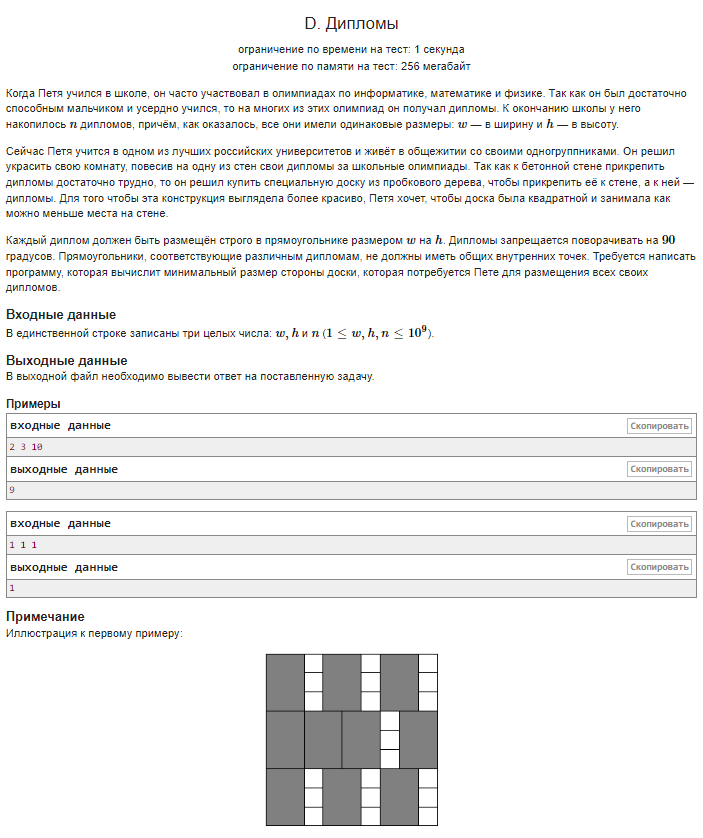 D. Дипломы
ограничение по времени на тест: 1 секунда
ограничение по памяти на тест: 256 мегабайт
Когда Петя учился в школе, он часто участвовал в олимпиадах по информатике, математике и физике. Так как он был достаточно
способным мальчиком и усердно учился, то на многих из этих олимпиад он получал дипломы. К окончанию школы у него
накопилось n дипломов, причём, как оказалось, все они имели одинаковые размеры: w — в ширину и h — в высоту.
Сейчас Петя учится в одном из лучших российских университетов и живёт в общежитии со своими одногруппниками. Он решил
украсить свою комнату, повесив на одну из стен свои дипломы за школьные олимпиады. Так как к бетонной стене прикрепить
дипломы достаточно трудно, то он решил купить специальную доску из пробкового дерева, чтобы прикрепить её к стене, а к ней —
дипломы. Для того чтобы эта конструкция выглядела более красиво, Петя хочет, чтобы доска была квадратной и занимала как
можно меньше места на стене.
Каждый диплом должен быть размещён строго в прямоугольнике размером w на h. Дипломы запрещается поворачивать на 90
градусов. Прямоугольники, соответствующие различным дипломам, не должны иметь общих внутренних точек. Требуется написать
программу, которая вычислит минимальный размер стороны доски, которая потребуется Пете для размещения всех своих
дипломов.
Входные данные
В единственной строке записаны три целых числа: w, h и n (1 ≤ w, h, n ≤ 10⁹).
Выходные данные
В выходной файл необходимо вывести ответ на поставленную задачу.
Примеры
входные данные Скопировать
2 3 10
выходные данные Скопировать
9
входные данные Скопировать
1 1 1
выходные данные Скопировать
1
Примечание
Иллюстрация к первому примеру: